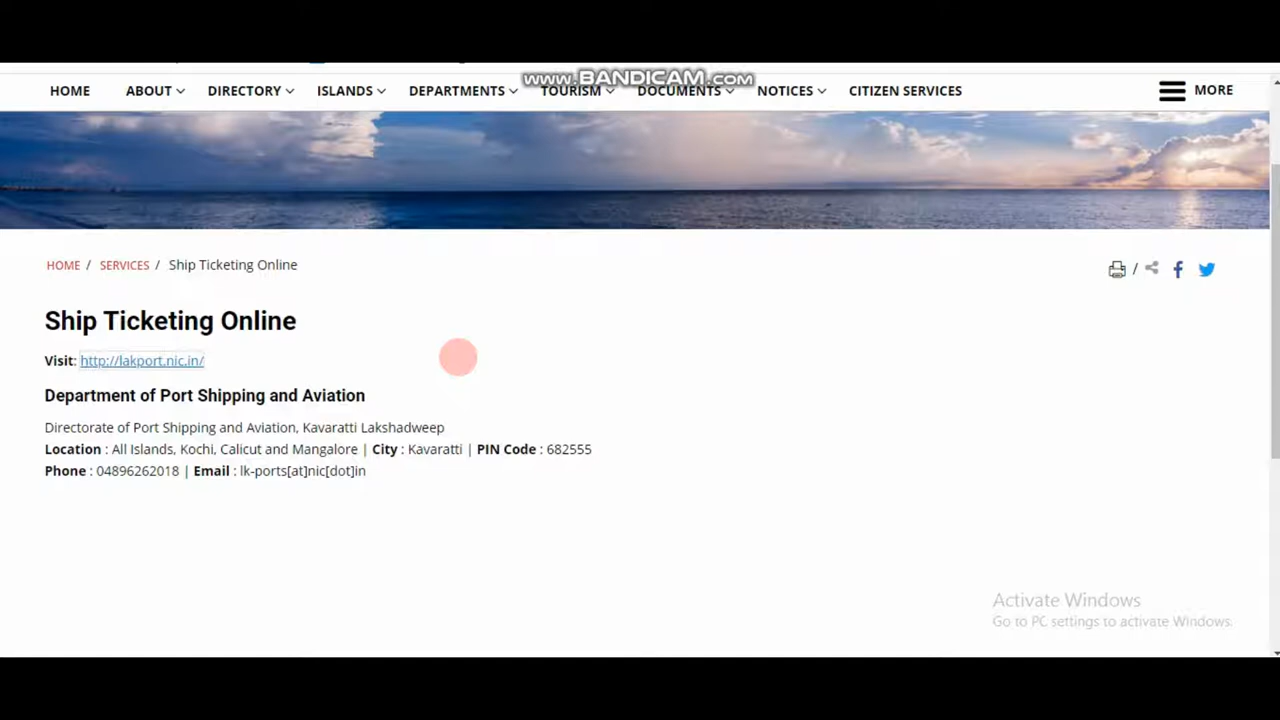 www.BANDICAM.com
HOME ABOUT DIRECTORY ISLANDS DEPARTMENTS TOURISM DOCUMENTS NOTICES CITIZEN SERVICES MORE
HOME / SERVICES / Ship Ticketing Online
Ship Ticketing Online
Visit: http://lakport.nic.in/
Department of Port Shipping and Aviation
Directorate of Port Shipping and Aviation, Kavaratti Lakshadweep
Location : All Islands, Kochi, Calicut and Mangalore | City : Kavaratti | PIN Code : 682555
Phone : 04896262018 | Email : lk-ports[at]nic[dot]in
Activate Windows
Go to PC settings to activate Windows.